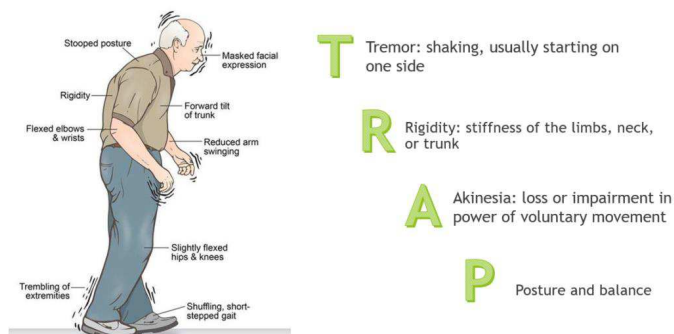 Stooped posture
Masked facial
expression
Rigidity
Forward tilt
of trunk
Flexed elbows
& wrists
Reduced arm
swinging
Slightly flexed
hips & knees
Trembling of
extremities
Shuffling, short-
stepped gait
T
Tremor: shaking, usually starting on
one side
R
Rigidity: stiffness of the limbs, neck,
or trunk
A
Akinesia: loss or impairment in
power of voluntary movement
P
Posture and balance